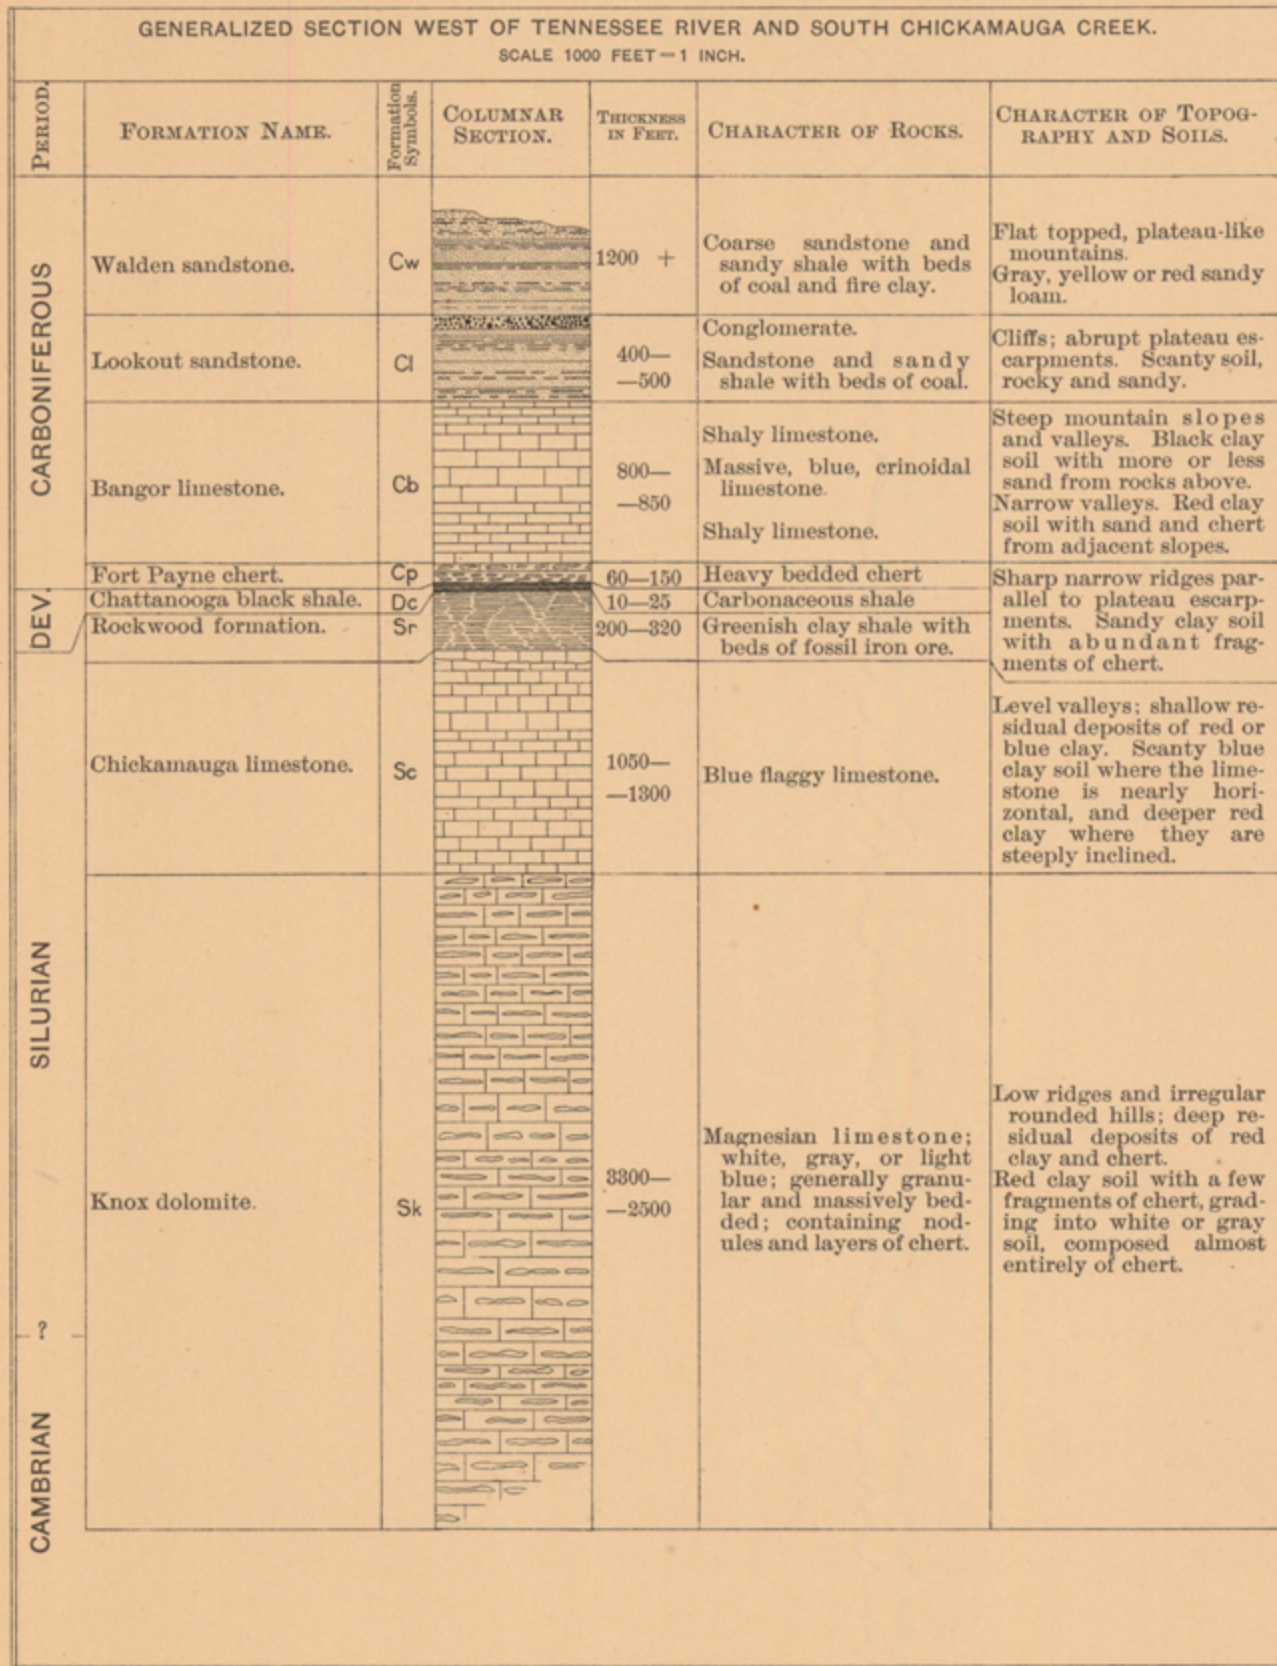 GENERALIZED SECTION WEST OF TENNESSEE RIVER AND SOUTH CHICKAMAUGA CREEK.
SCALE 1000 FEET=1 INCH.
PERIOD.
FORMATION NAME.
Formation
Symbols.
COLUMNAR
SECTION.
THICKNESS
IN FEET.
CHARACTER OF ROCKS.
CHARACTER OF TOPOG-
RAPHY AND SOILS.
CARBONIFEROUS
Walden sandstone.
Cw
1200 +
Coarse sandstone and
sandy shale with beds
of coal and fire clay.
Flat topped, plateau-like
mountains.
Gray, yellow or red sandy
loam.
Lookout sandstone.
Cl
400—
—500
Conglomerate.
Sandstone and sandy
shale with beds of coal.
Cliffs; abrupt plateau es-
carpments. Scanty soil,
rocky and sandy.
Bangor limestone.
Cb
800—
—850
Shaly limestone.
Massive, blue, crinoidal
limestone.
Shaly limestone.
Steep mountain slopes
and valleys. Black clay
soil with more or less
sand from rocks above.
Narrow valleys. Red clay
soil with sand and chert
from adjacent slopes.
Fort Payne chert.
Cp
60—150
Heavy bedded chert
DEV.
Chattanooga black shale.
Dc
10—25
Carbonaceous shale
Rockwood formation.
Sr
200—320
Greenish clay shale with
beds of fossil iron ore.
Sharp narrow ridges par-
allel to plateau escarp-
ments. Sandy clay soil
with abundant frag-
ments of chert.
SILURIAN
Chickamauga limestone.
Sc
1050—
—1300
Blue flaggy limestone.
Level valleys; shallow re-
sidual deposits of red or
blue clay. Scanty blue
clay soil where the lime-
stone is nearly hori-
zontal, and deeper red
clay where they are
steeply inclined.
Knox dolomite.
Sk
3300—
—2500
Magnesian limestone;
white, gray, or light
blue; generally granu-
lar and massively bed-
ded; containing nod-
ules and layers of chert.
Low ridges and irregular
rounded hills; deep re-
sidual deposits of red
clay and chert.
Red clay soil with a few
fragments of chert, grad-
ing into white or gray
soil, composed almost
entirely of chert.
?
CAMBRIAN